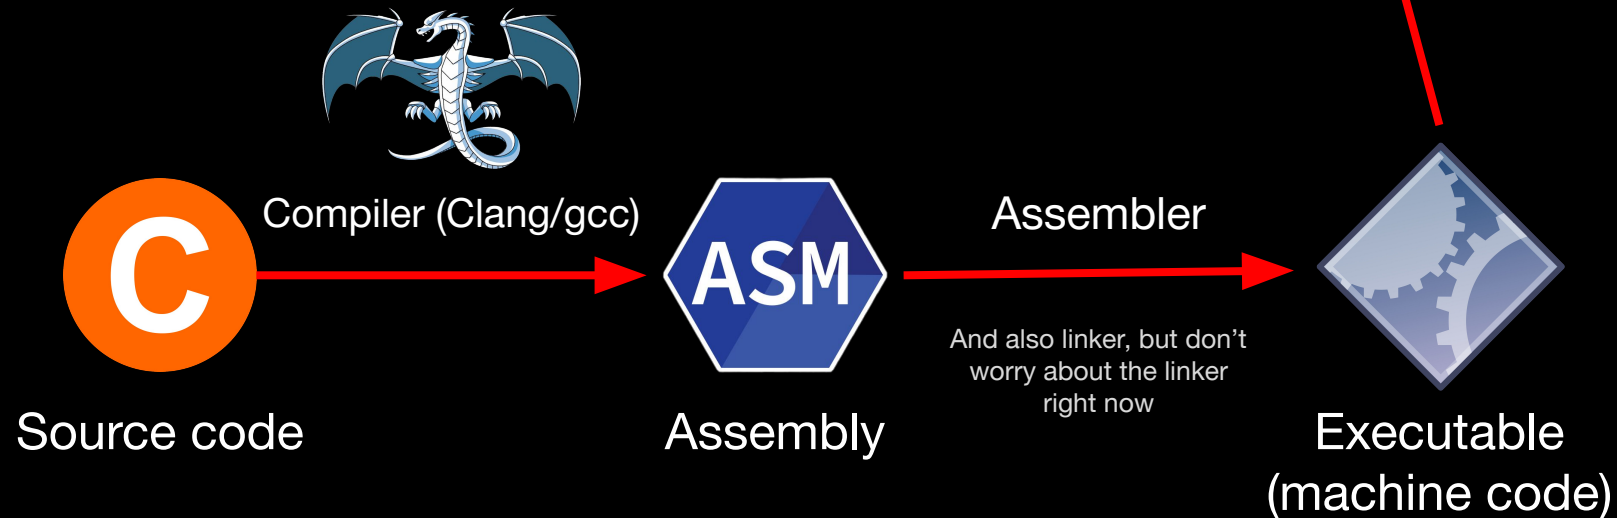 Compiler (Clang/gcc)
Assembler
C
ASM
And also linker, but don’t
worry about the linker
right now
Source code
Assembly
Executable
(machine code)